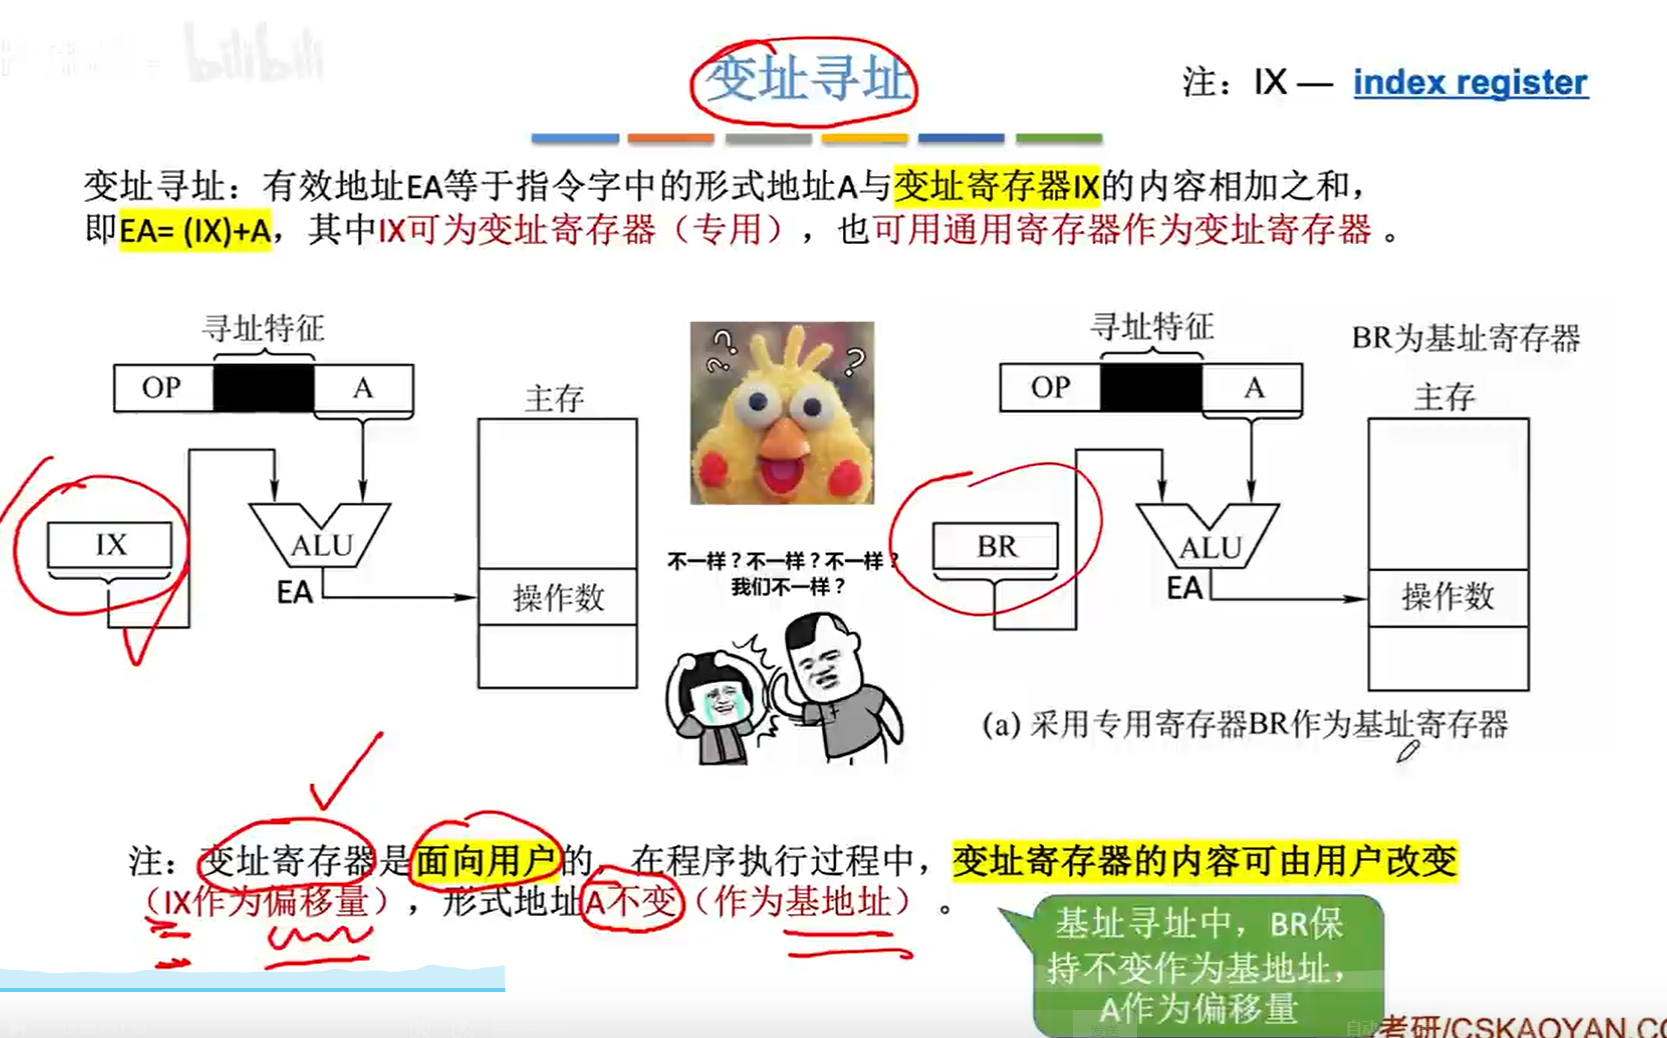 bilibili
变址寻址
注：IX — index register
变址寻址：有效地址EA等于指令字中的形式地址A与变址寄存器IX的内容相加之和，
即EA= (IX)+A，其中IX可为变址寄存器（专用），也可用通用寄存器作为变址寄存器 。
寻址特征
OP
A
主存
IX
ALU
EA
操作数
? ? ?
不一样？不一样？不一样？
我们不一样？
寻址特征
BR为基址寄存器
OP
A
主存
BR
ALU
EA
操作数
(a) 采用专用寄存器BR作为基址寄存器
注：变址寄存器是面向用户的，在程序执行过程中，变址寄存器的内容可由用户改变
（IX作为偏移量），形式地址A不变（作为基地址） 。
基址寻址中，BR保
持不变作为基地址，
A作为偏移量
发送
自动
考研/CSKAOYAN.CO